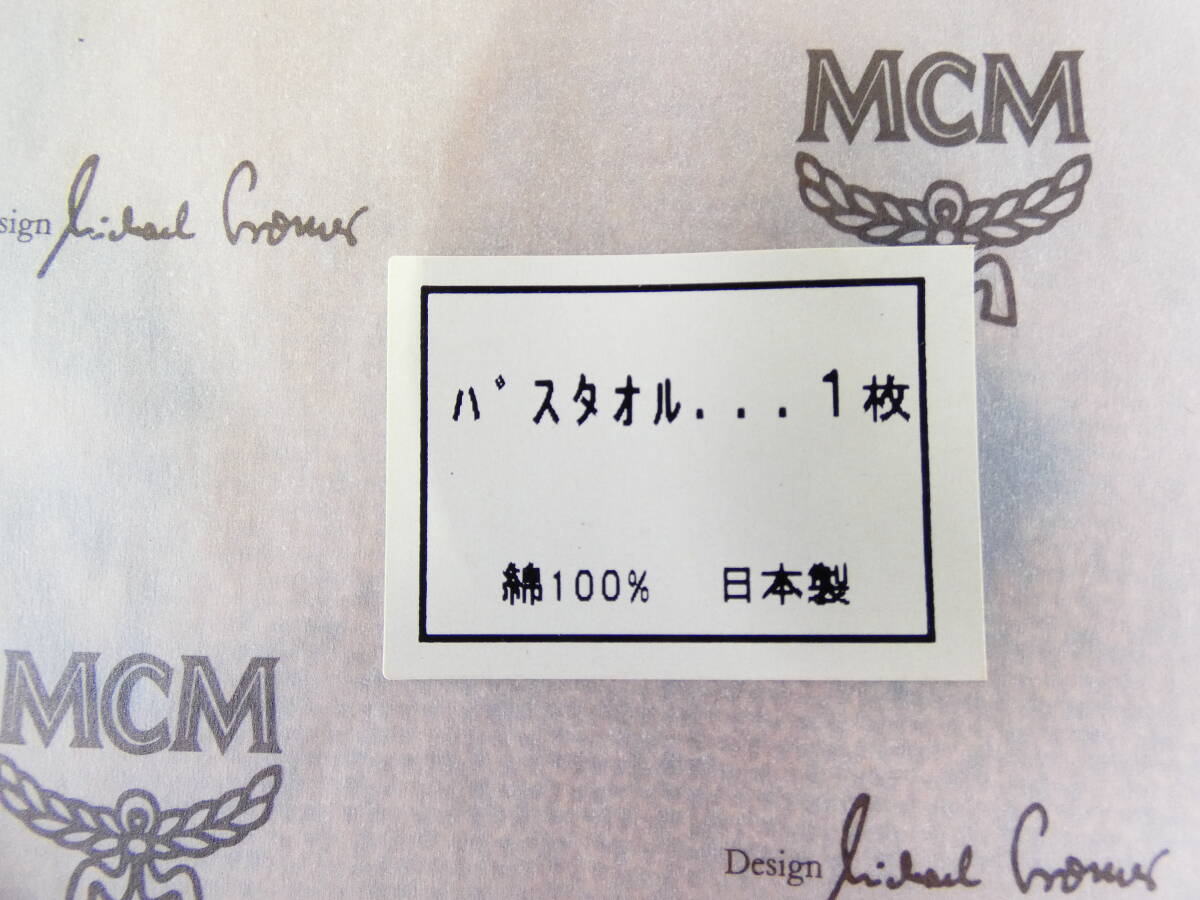 MCM
sign Michael Cromer
ﾊﾞｽﾀｵﾙ...1枚
綿100% 日本製
MCM
Design Michael Cromer